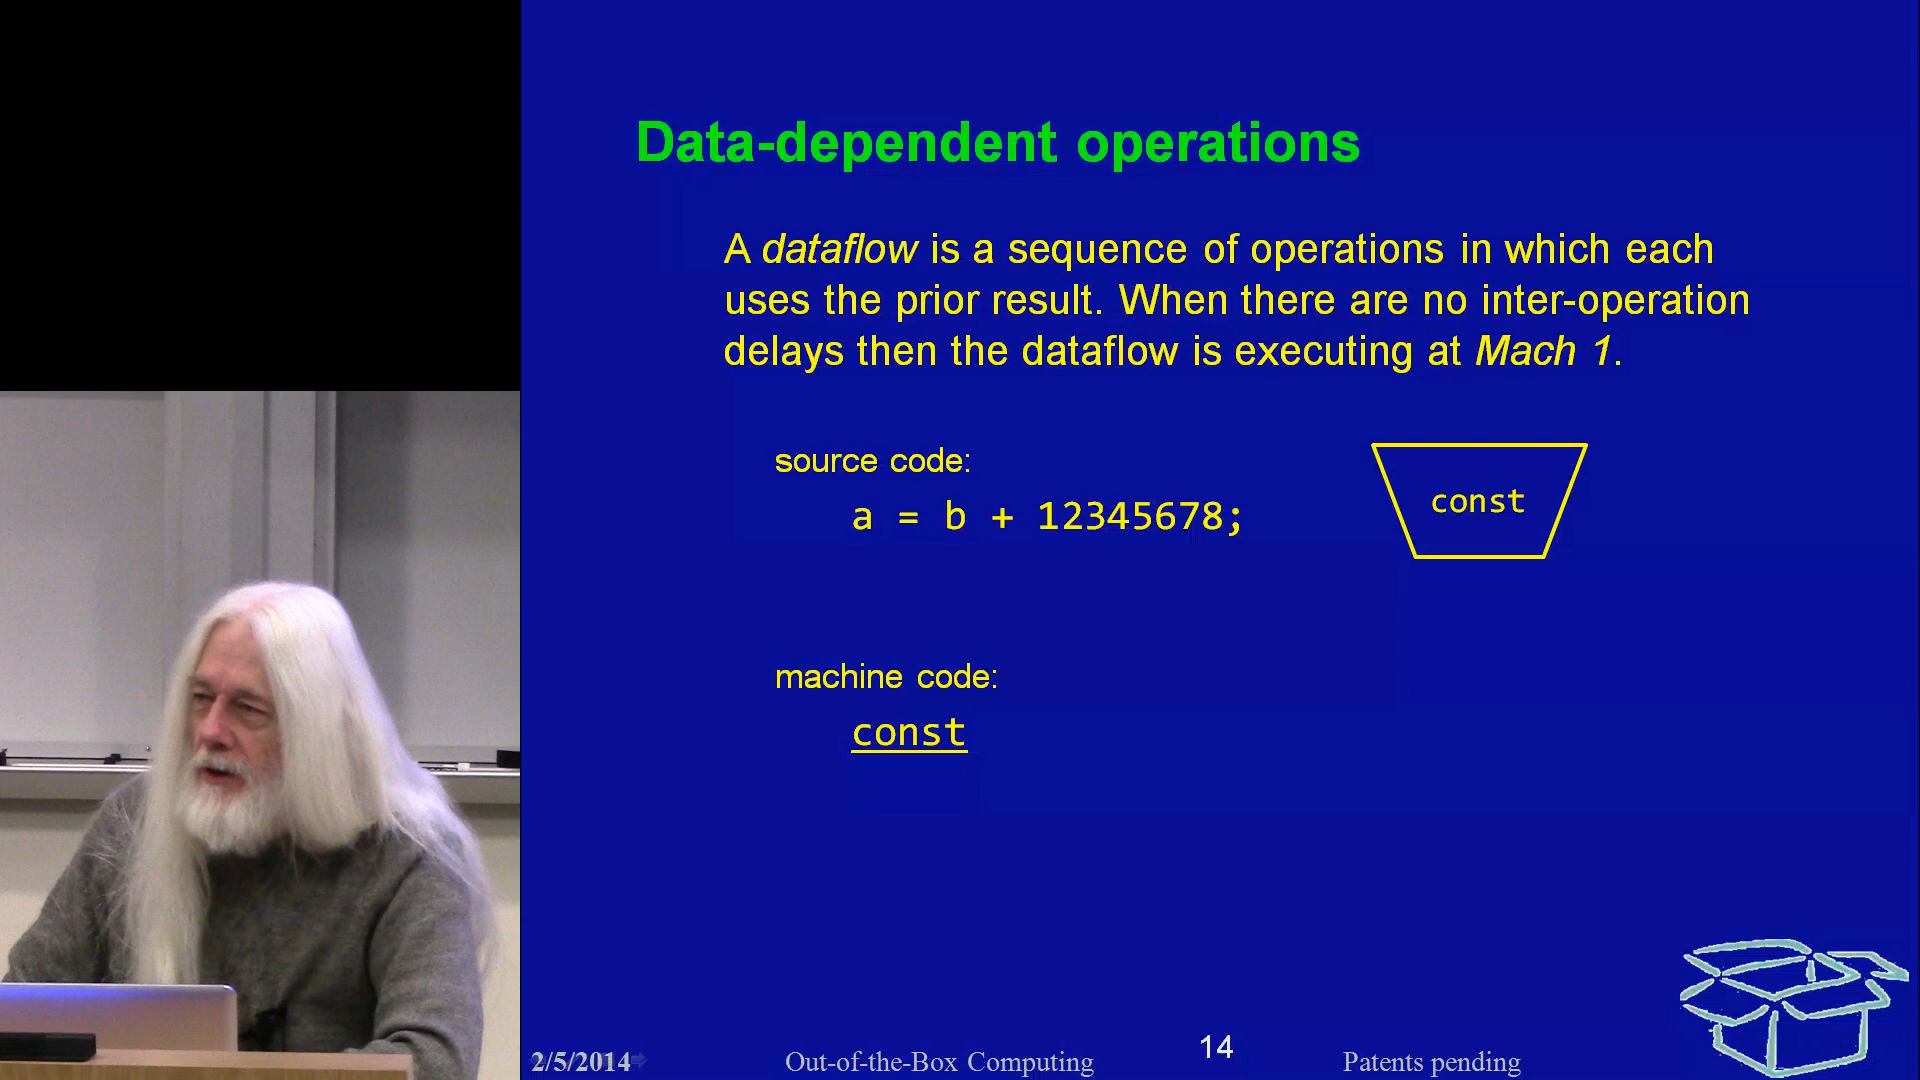 Data-dependent operations
A dataflow is a sequence of operations in which each
uses the prior result. When there are no inter-operation
delays then the dataflow is executing at Mach 1.
source code:
a = b + 12345678;
const
machine code:
const
2/5/2014
Out-of-the-Box Computing
14
Patents pending